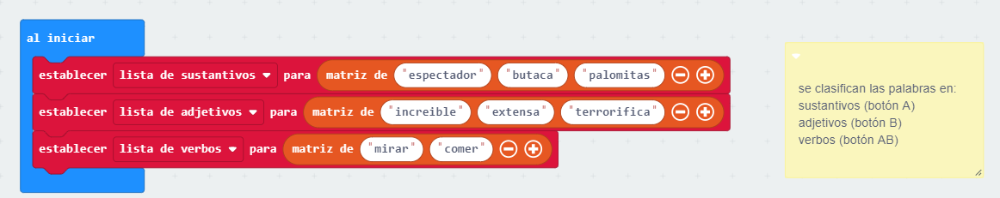 al iniciar
establecer lista de sustantivos para matriz de "espectador" "butaca" "palomitas"
establecer lista de adjetivos para matriz de "increible" "extensa" "terrorifica"
establecer lista de verbos para matriz de "mirar" "comer"
se clasifican las palabras en:
sustantivos (botón A)
adjetivos (botón B)
verbos (botón AB)